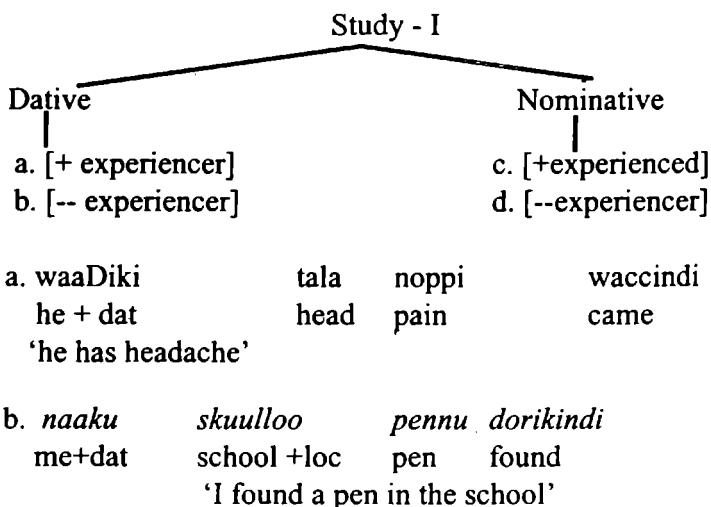 Study - I
Dative Nominative
a. [+ experiencer] c. [+experienced]
b. [-- experiencer] d. [--experiencer]
a. waaDiki tala noppi waccindi
he + dat head pain came
‘he has headache’
b. naaku skuulloo pennu dorikindi
me+dat school +loc pen found
‘I found a pen in the school’